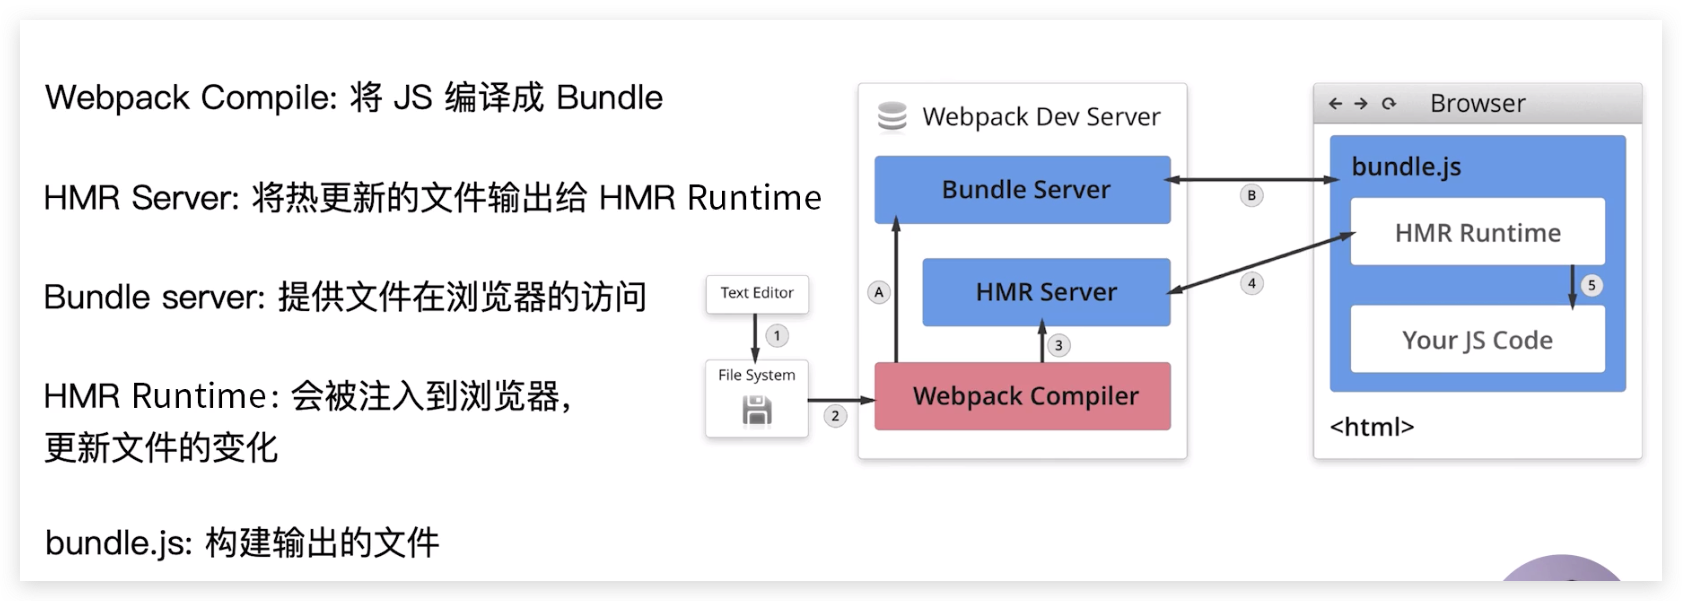 Webpack Compile: 将 JS 编译成 Bundle
HMR Server: 将热更新的文件输出给 HMR Runtime
Bundle server: 提供文件在浏览器的访问
HMR Runtime: 会被注入到浏览器，
更新文件的变化
bundle.js: 构建输出的文件
Text Editor
1
File System
2
Webpack Dev Server
Bundle Server
A
HMR Server
3
Webpack Compiler
B
4
Browser
bundle.js
HMR Runtime
5
Your JS Code
<html>